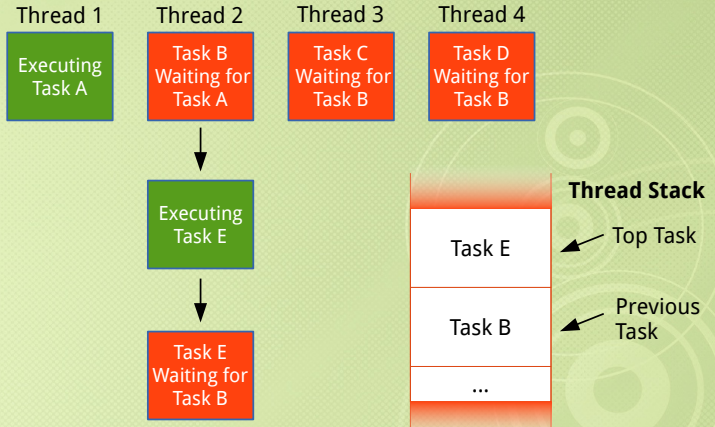 Thread 1
Thread 2
Thread 3
Thread 4
Executing
Task A
Task B
Waiting for
Task A
Task C
Waiting for
Task B
Task D
Waiting for
Task B
Executing
Task E
Task E
Waiting for
Task B
Thread Stack
Task E
Top Task
Task B
Previous
Task
...